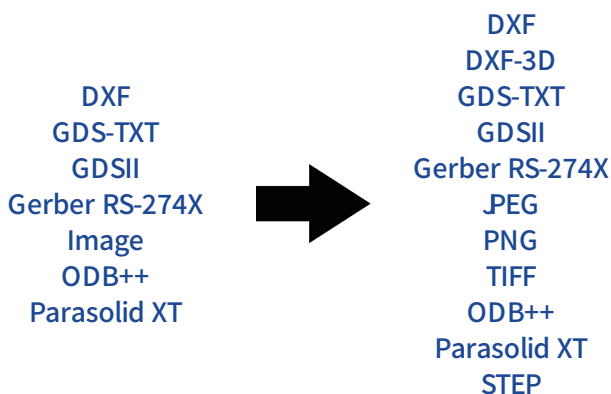 DXF
GDS-TXT
GDSII
Gerber RS-274X
Image
ODB++
Parasolid XT
DXF
DXF-3D
GDS-TXT
GDSII
Gerber RS-274X
JPEG
PNG
TIFF
ODB++
Parasolid XT
STEP